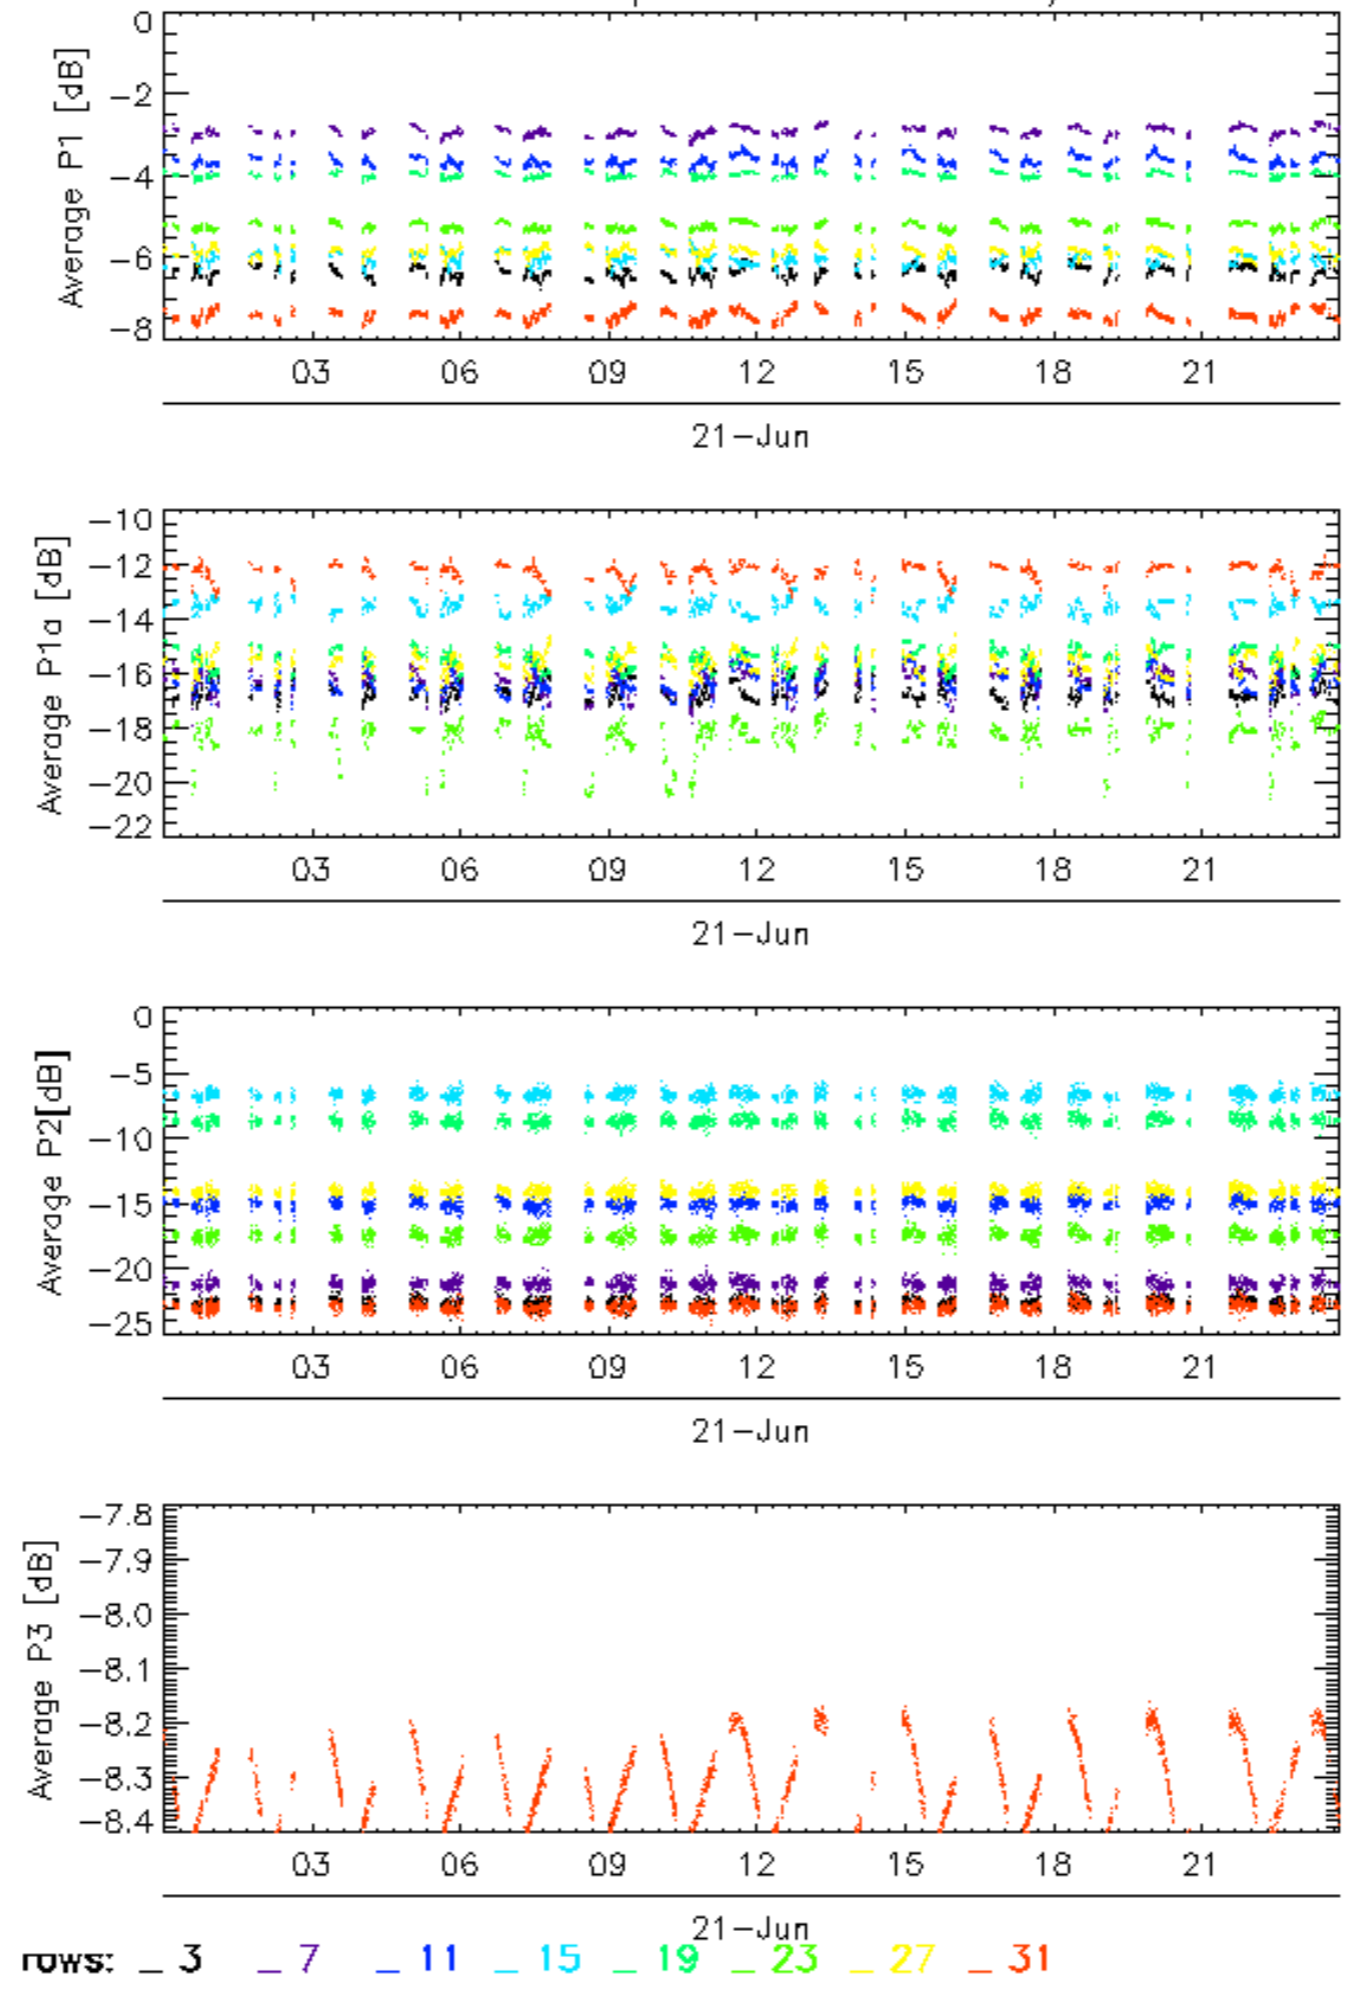 0
-2
-4
-6
-8
Average P1 [dB]
03 06 09 12 15 18 21
21-Jun
-10
-12
-14
-16
-18
-20
-22
Average P1a [dB]
03 06 09 12 15 18 21
21-Jun
0
-5
-10
-15
-20
-25
Average P2[dB]
03 06 09 12 15 18 21
21-Jun
-7.8
-7.9
-8.0
-8.1
-8.2
-8.3
-8.4
Average P3 [dB]
03 06 09 12 15 18 21
21-Jun
rows: _ 3 _ 7 _ 11 _ 15 _ 19 _ 23 _ 27 _ 31